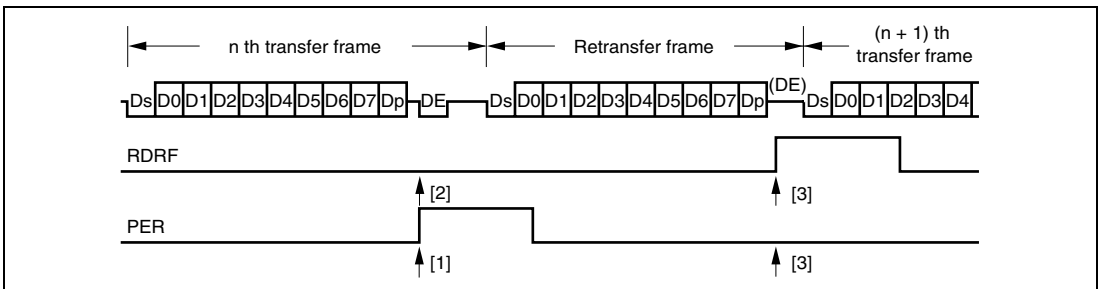 n th transfer frame Retransfer frame (n + 1) th
transfer frame
Ds D0 D1 D2 D3 D4 D5 D6 D7 Dp DE Ds D0 D1 D2 D3 D4 D5 D6 D7 Dp (DE) Ds D0 D1 D2 D3 D4
RDRF
[2] [3]
PER
[1] [3]